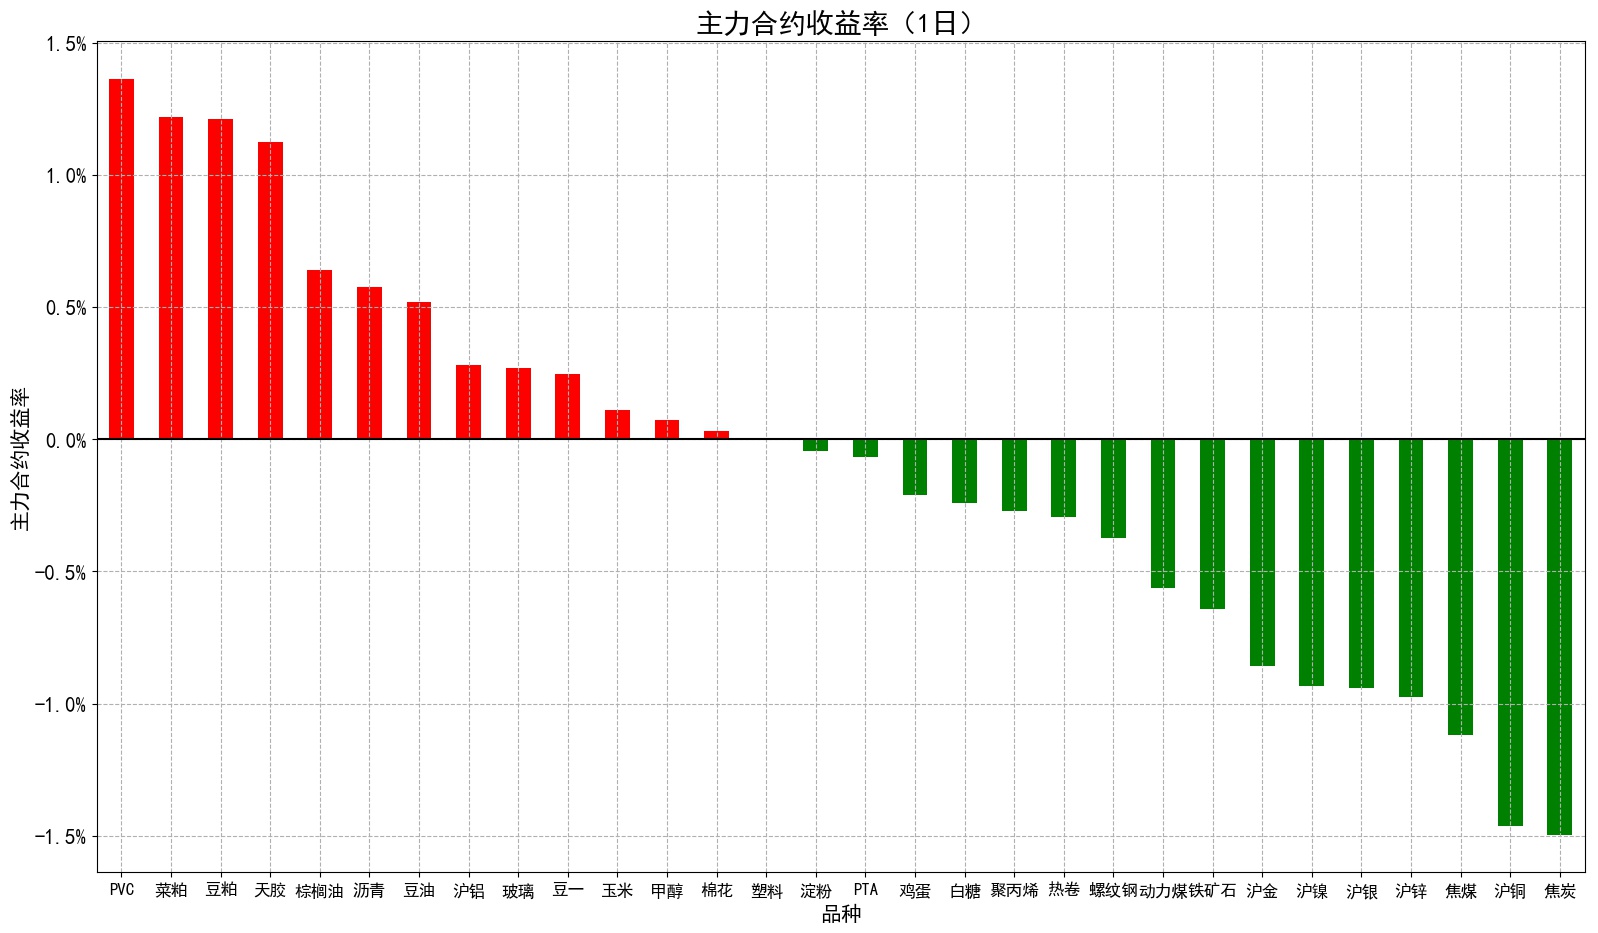 主力合约收益率（1日）
主力合约收益率
1.5%
1.0%
0.5%
0.0%
−0.5%
−1.0%
−1.5%
PVC 菜粕 豆粕 天胶 棕榈油 沥青 豆油 沪铝 玻璃 豆一 玉米 甲醇 棉花 塑料 淀粉 PTA 鸡蛋 白糖 聚丙烯 热卷 螺纹钢 动力煤 铁矿石 沪金 沪镍 沪银 沪锌 焦煤 沪铜 焦炭
品种